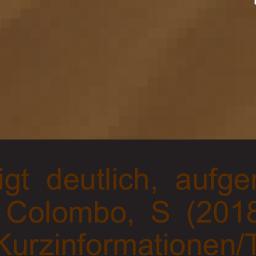 igt deutlich, aufger
Colombo, S (2018
Kurzinformationen/T